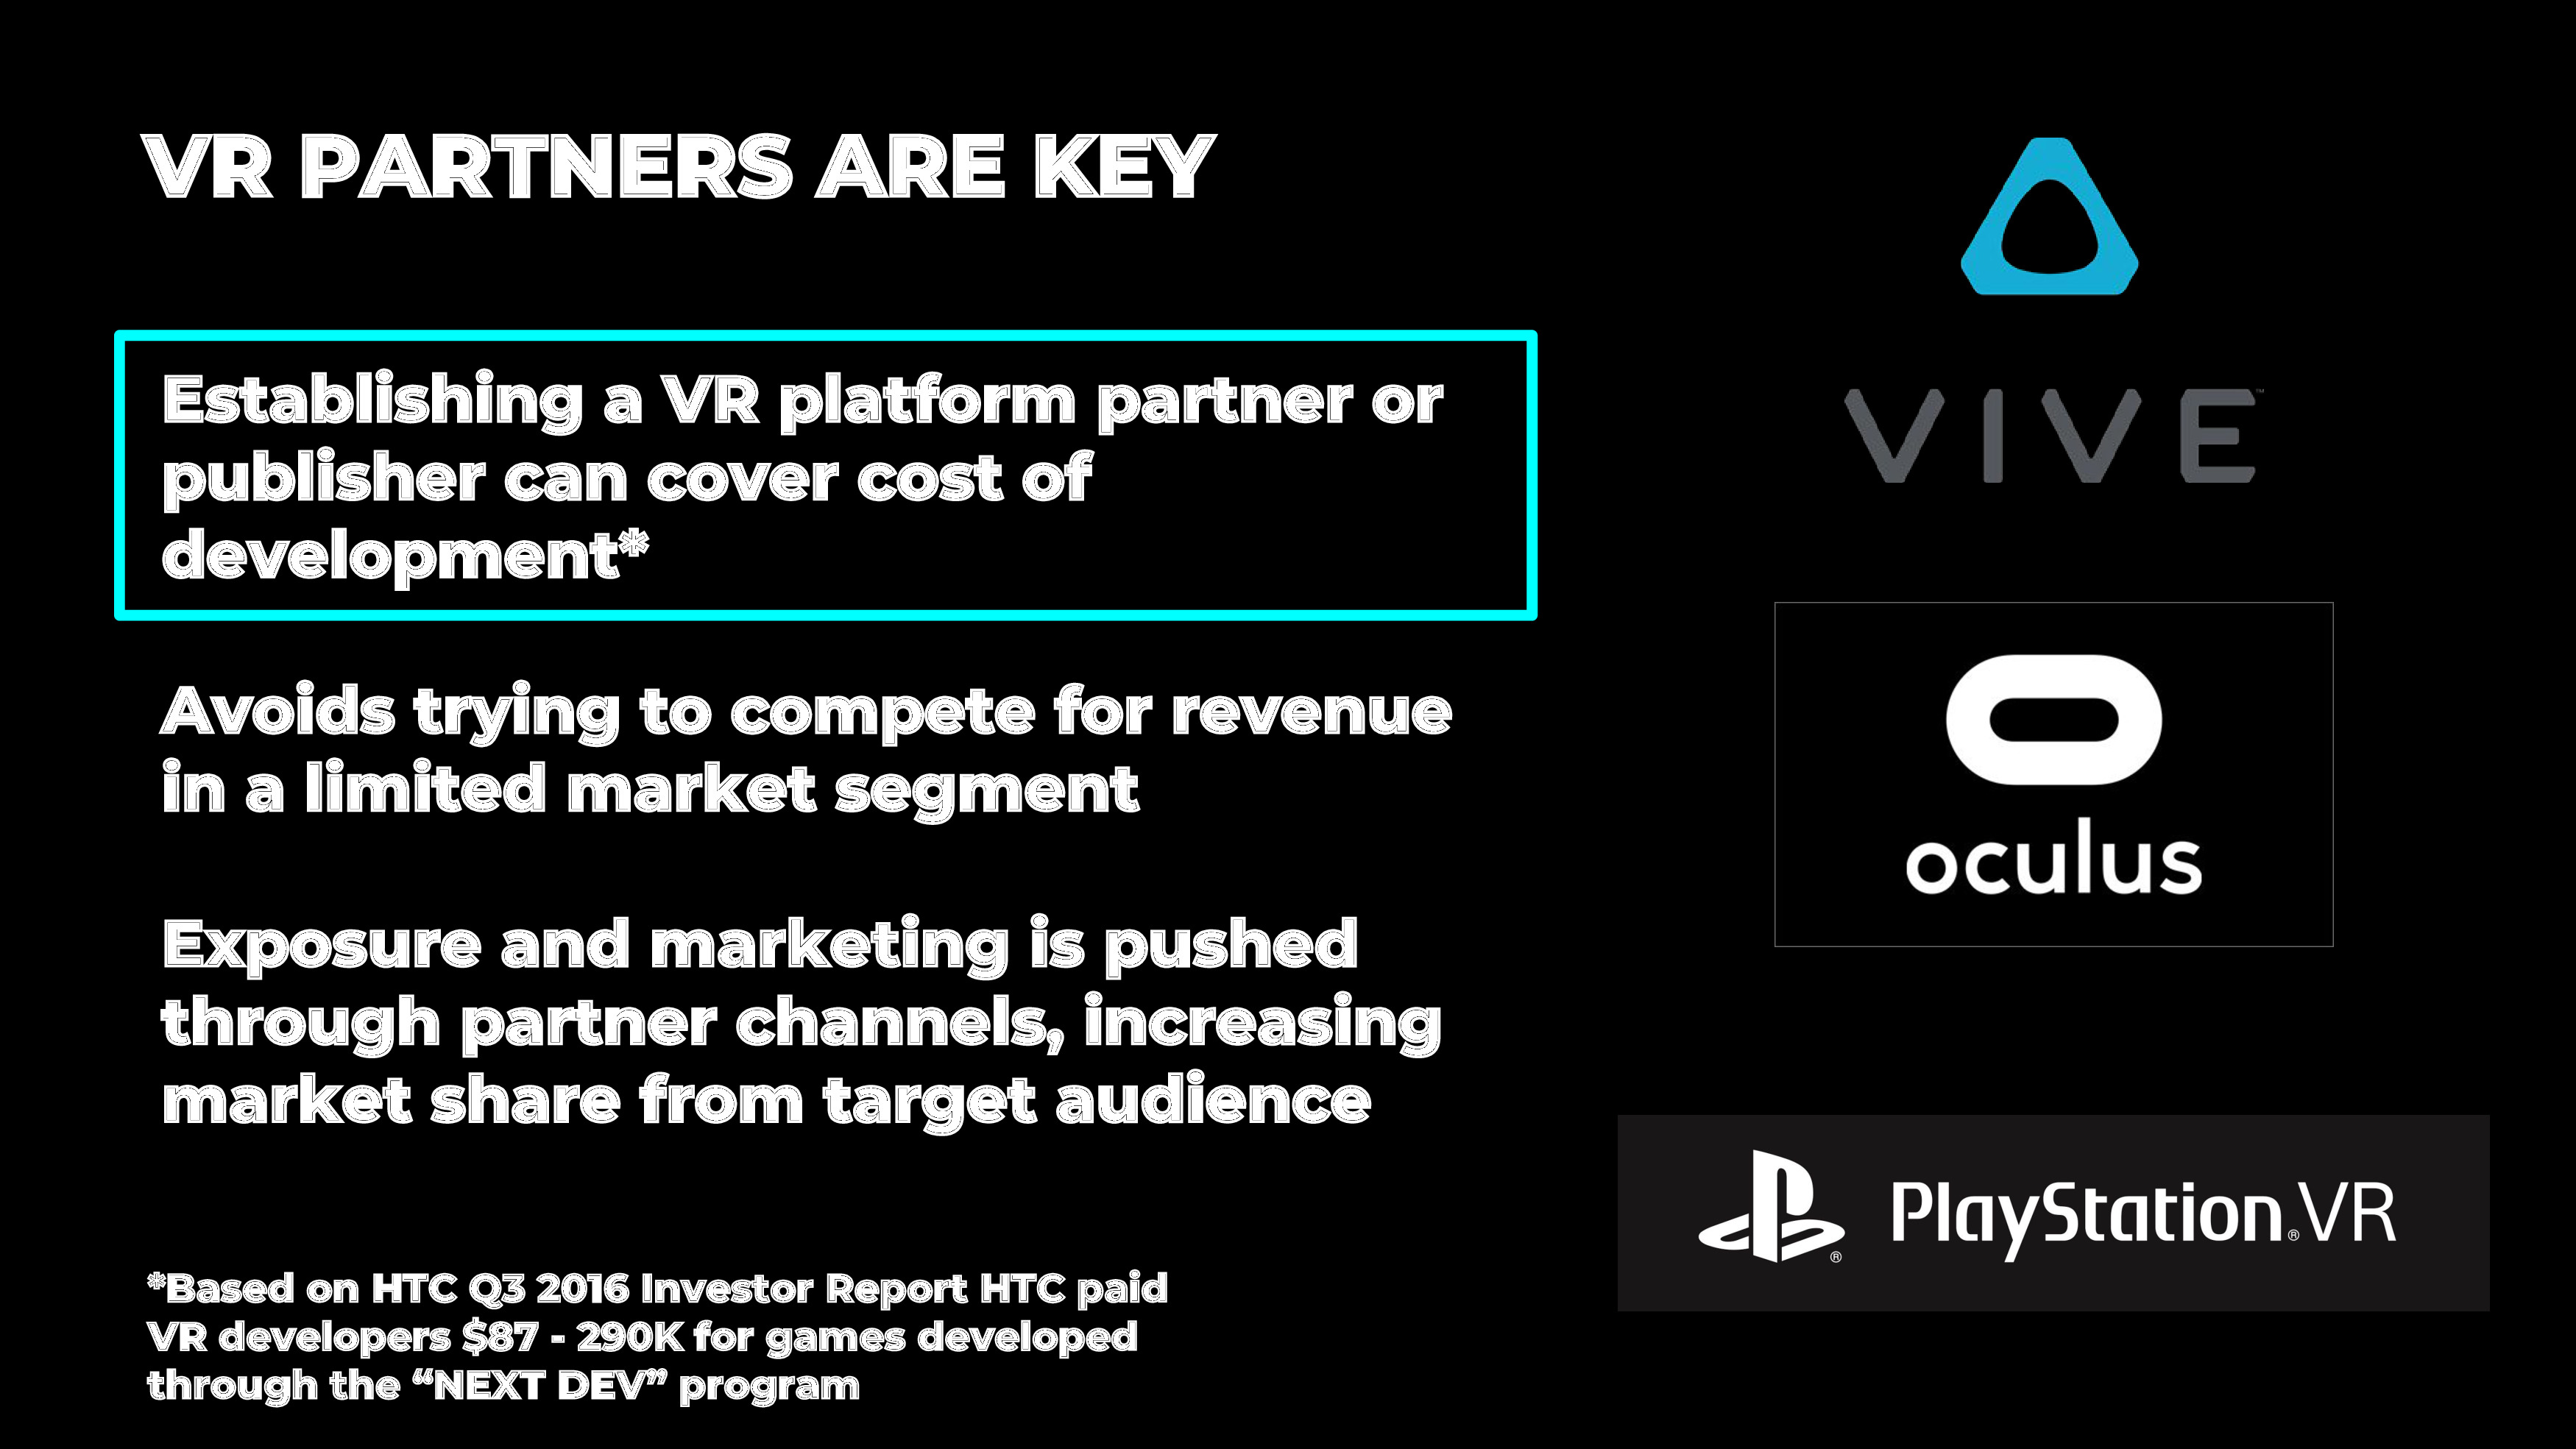 VR PARTNERS ARE KEY
Establishing a VR platform partner or
publisher can cover cost of
development*
Avoids trying to compete for revenue
in a limited market segment
Exposure and marketing is pushed
through partner channels, increasing
market share from target audience
*Based on HTC Q3 2016 Investor Report HTC paid
VR developers $87 - 290K for games developed
through the “NEXT DEV” program
VIVE™
oculus
® PlayStation®VR